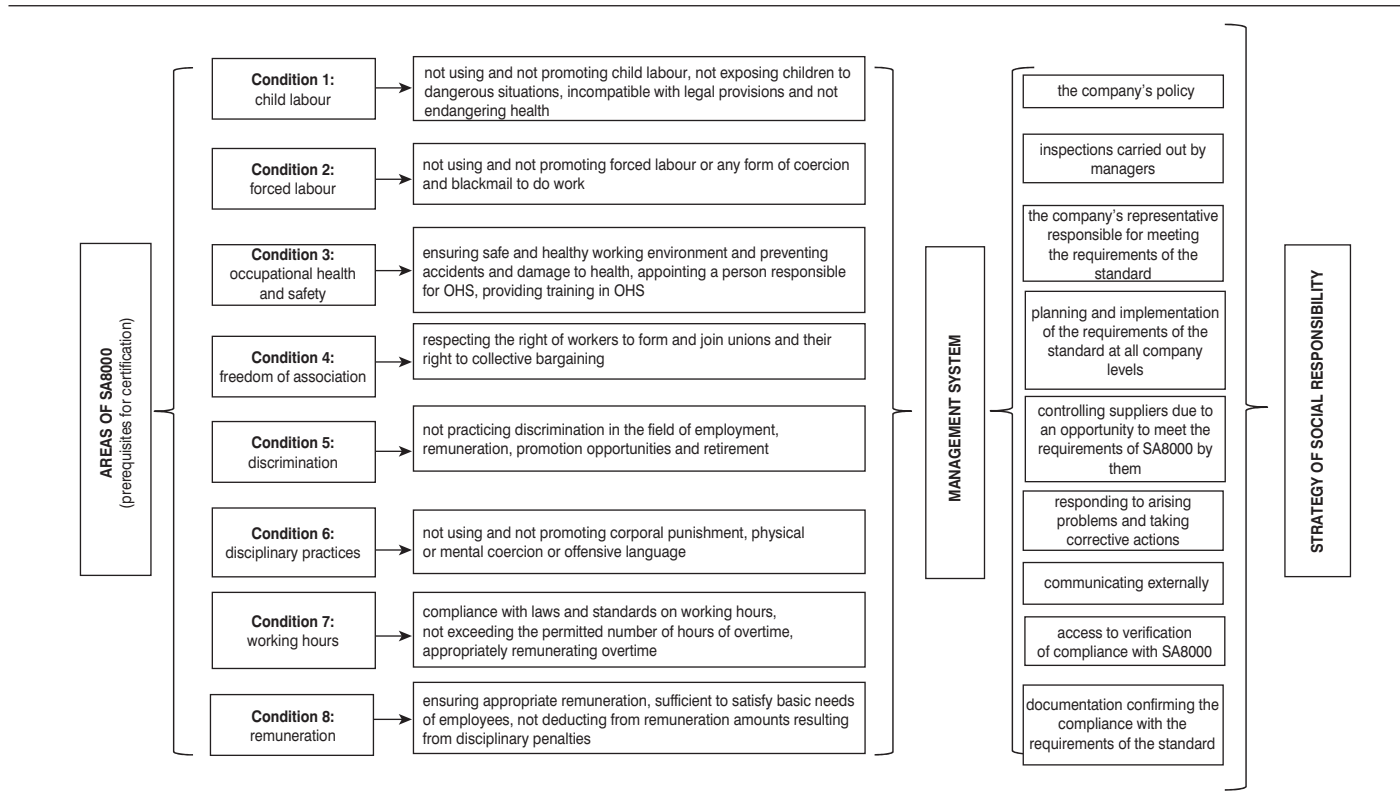 AREAS OF SA8000
(prerequisites for certification)
Condition 1:
child labour
not using and not promoting child labour, not exposing children to
dangerous situations, incompatible with legal provisions and not
endangering health
Condition 2:
forced labour
not using and not promoting forced labour or any form of coercion
and blackmail to do work
Condition 3:
occupational health
and safety
ensuring safe and healthy working environment and preventing
accidents and damage to health, appointing a person responsible
for OHS, providing training in OHS
Condition 4:
freedom of association
respecting the right of workers to form and join unions and their
right to collective bargaining
Condition 5:
discrimination
not practicing discrimination in the field of employment,
remuneration, promotion opportunities and retirement
Condition 6:
disciplinary practices
not using and not promoting corporal punishment, physical
or mental coercion or offensive language
Condition 7:
working hours
compliance with laws and standards on working hours,
not exceeding the permitted number of hours of overtime,
appropriately remunerating overtime
Condition 8:
remuneration
ensuring appropriate remuneration, sufficient to satisfy basic needs
of employees, not deducting from remuneration amounts resulting
from disciplinary penalties
MANAGEMENT SYSTEM
the company's policy
inspections carried out by
managers
the company's representative
responsible for meeting
the requirements of the
standard
planning and implementation
of the requirements of the
standard at all company
levels
controlling suppliers due to
an opportunity to meet the
requirements of SA8000 by
them
responding to arising
problems and taking
corrective actions
communicating externally
access to verification
of compliance with SA8000
documentation confirming the
compliance with the
requirements of the standard
STRATEGY OF SOCIAL RESPONSIBILITY